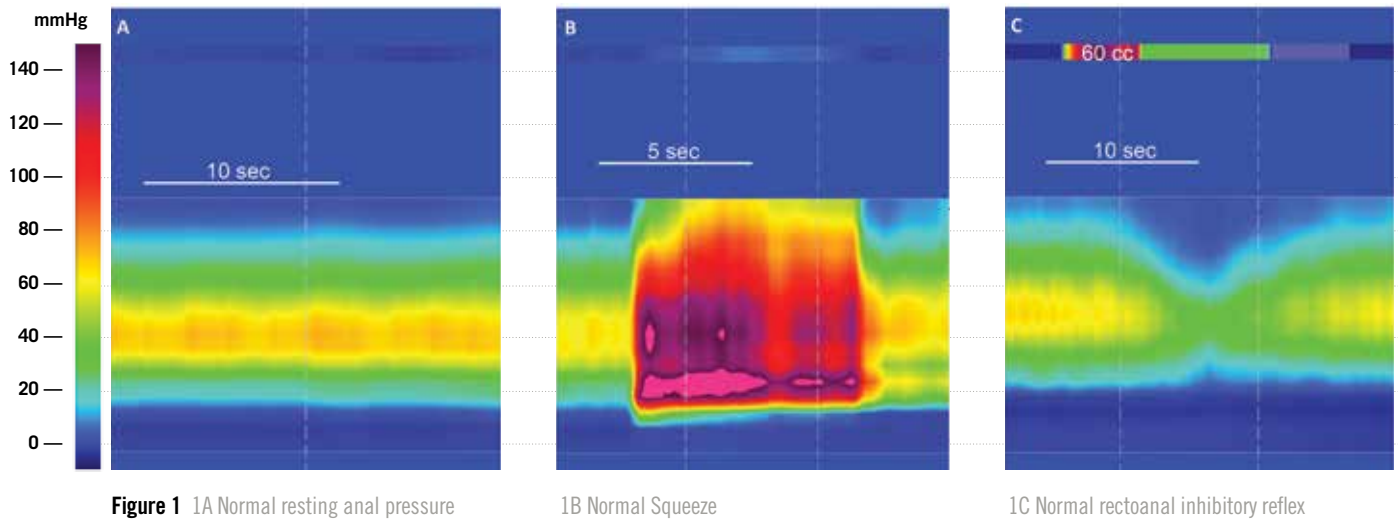 mmHg
140
120
100
80
60
40
20
0
A
10 sec
B
5 sec
C
60 cc
10 sec
Figure 1 1A Normal resting anal pressure
1B Normal Squeeze
1C Normal rectoanal inhibitory reflex